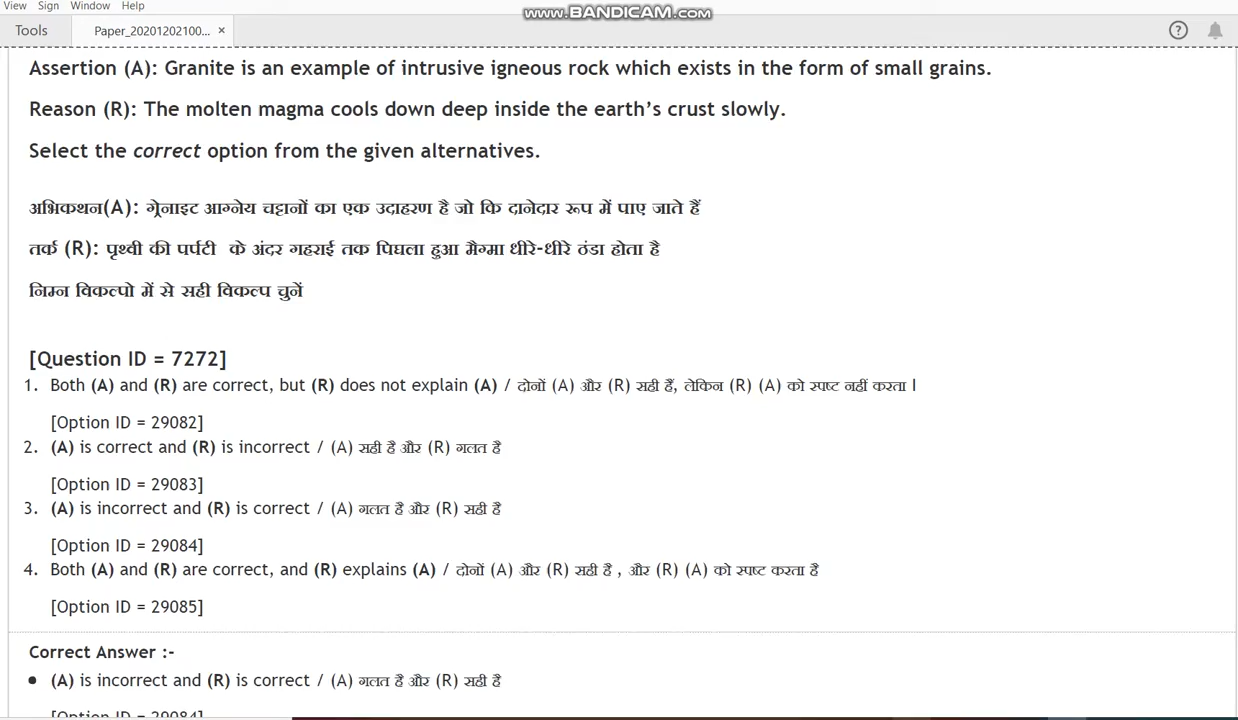 View Sign Window Help
www.BANDICAM.com
Tools Paper_20201202100... ×
Assertion (A): Granite is an example of intrusive igneous rock which exists in the form of small grains.
Reason (R): The molten magma cools down deep inside the earth’s crust slowly.
Select the correct option from the given alternatives.
अभिकथन(A): ग्रेनाइट आग्नेय चट्टानों का एक उदाहरण है जो कि दानेदार रूप में पाए जाते हैं
तर्क (R): पृथ्वी की पर्पटी के अंदर गहराई तक पिघला हुआ मैग्मा धीरे-धीरे ठंडा होता है
निम्न विकल्पो में से सही विकल्प चुनें
[Question ID = 7272]
1. Both (A) and (R) are correct, but (R) does not explain (A) / दोनों (A) और (R) सही हैं, लेकिन (R) (A) को स्पष्ट नहीं करता।
[Option ID = 29082]
2. (A) is correct and (R) is incorrect / (A) सही है और (R) गलत है
[Option ID = 29083]
3. (A) is incorrect and (R) is correct / (A) गलत है और (R) सही है
[Option ID = 29084]
4. Both (A) and (R) are correct, and (R) explains (A) / दोनों (A) और (R) सही है , और (R) (A) को स्पष्ट करता है
[Option ID = 29085]
Correct Answer :-
• (A) is incorrect and (R) is correct / (A) गलत है और (R) सही है
[Option ID = 29084]